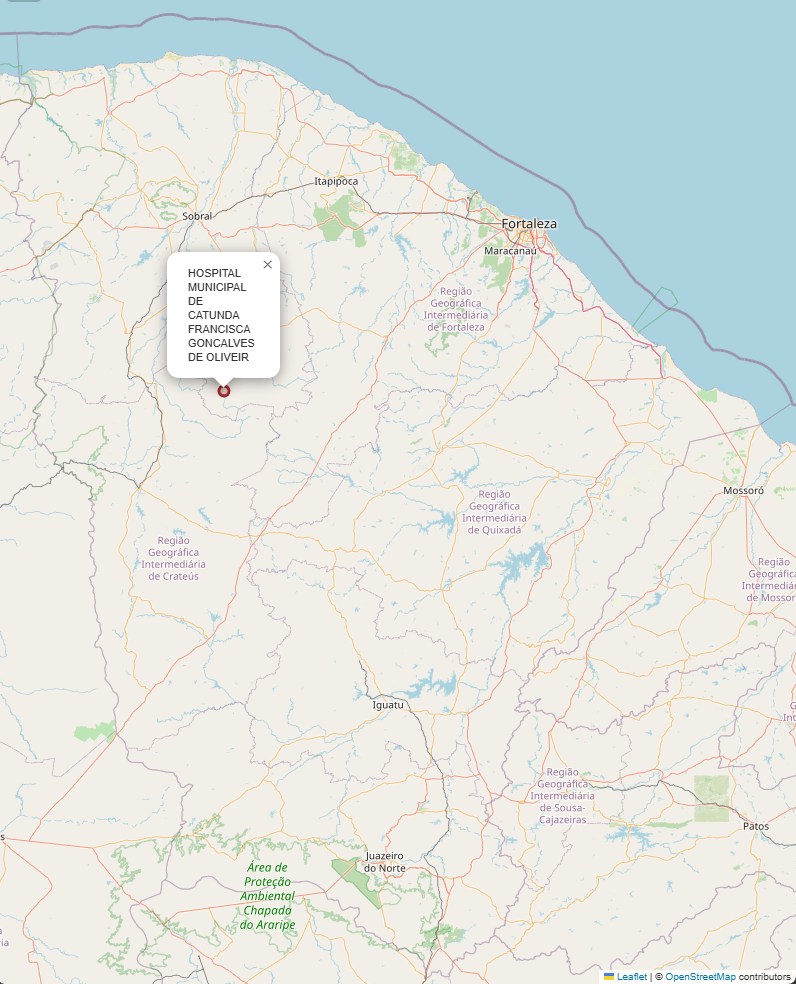 Itapipoca
Sobral
Fortaleza
Maracanaú
×
HOSPITAL
MUNICIPAL
DE
CATUNDA
FRANCISCA
GONCALVES
DE OLIVEIR
Região
Geográfica
Intermediária
de Fortaleza
Mossoró
Região
Geográfica
Intermediária
de Quixadá
Região
Geográfica
Intermediária
de Crateús
Região
Geográfica
Intermediári
de Mossor
Iguatu
Região
Geográfica
Intermediária
de Sousa-
Cajazeiras
Patos
Juazeiro
do Norte
Área de
Proteção
Ambiental
Chapada
do Araripe
Leaflet | © OpenStreetMap contributors